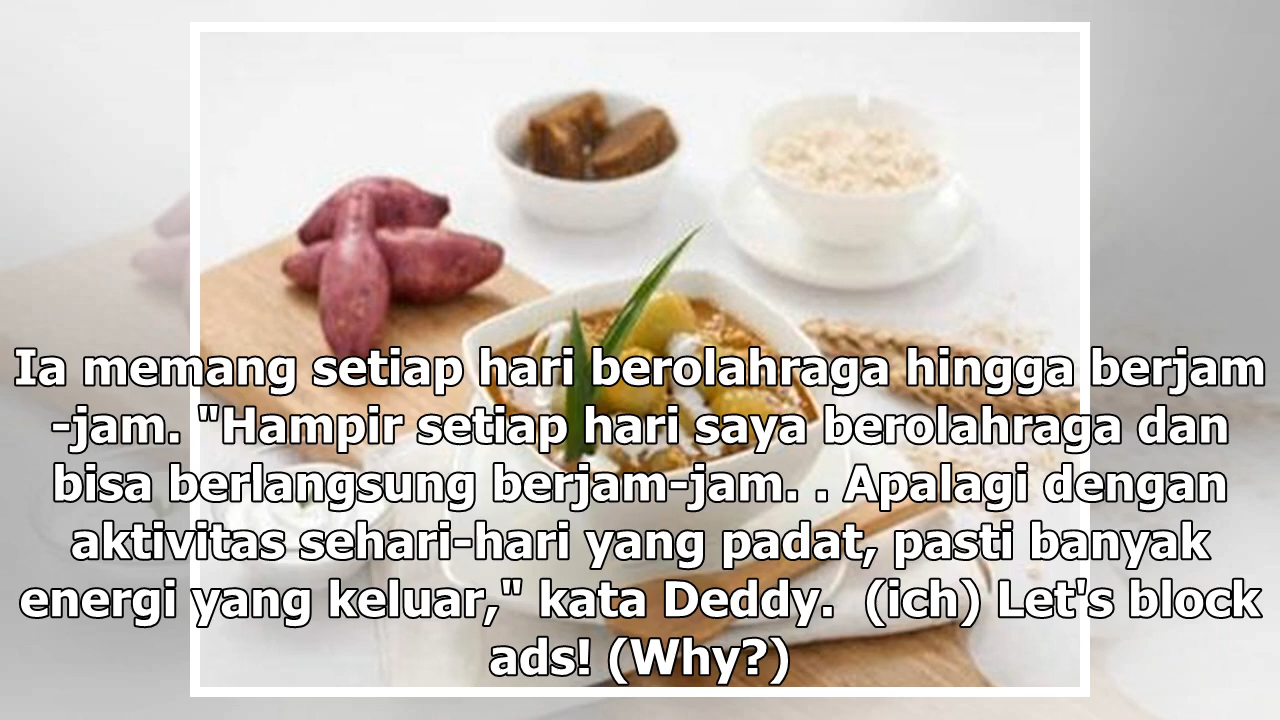 Ia memang setiap hari berolahraga hingga berjam
-jam. "Hampir setiap hari saya berolahraga dan
bisa berlangsung berjam-jam. . Apalagi dengan
aktivitas sehari-hari yang padat, pasti banyak
energi yang keluar," kata Deddy.  (ich) Let's block
ads! (Why?)